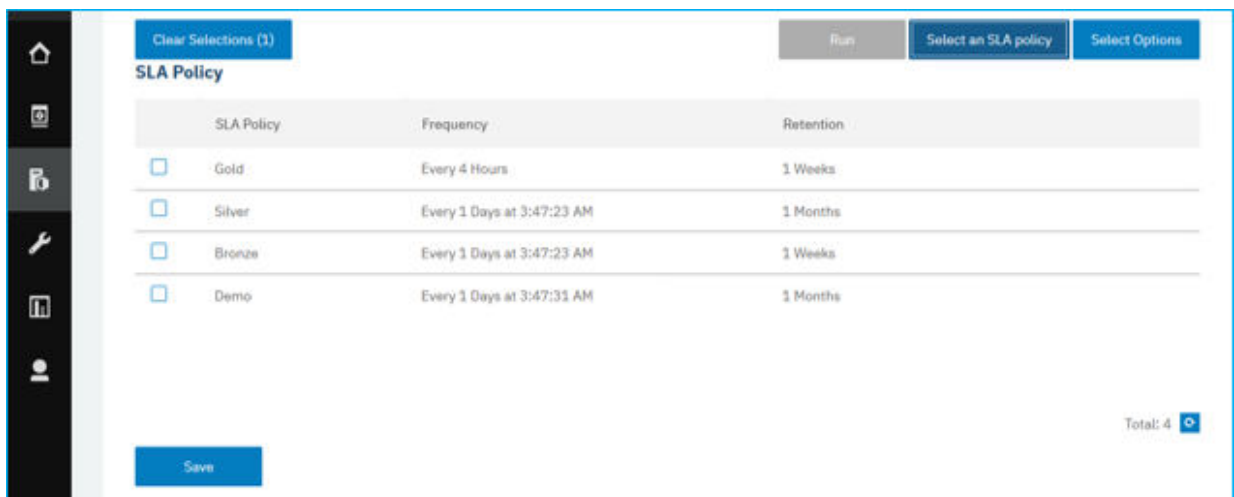 Clear Selections (1) Run Select an SLA policy Select Options
SLA Policy
SLA Policy Frequency Retention
Gold Every 4 Hours 1 Weeks
Silver Every 1 Days at 3:47:23 AM 1 Months
Bronze Every 1 Days at 3:47:23 AM 1 Weeks
Demo Every 1 Days at 3:47:31 AM 1 Months
Total: 4
Save